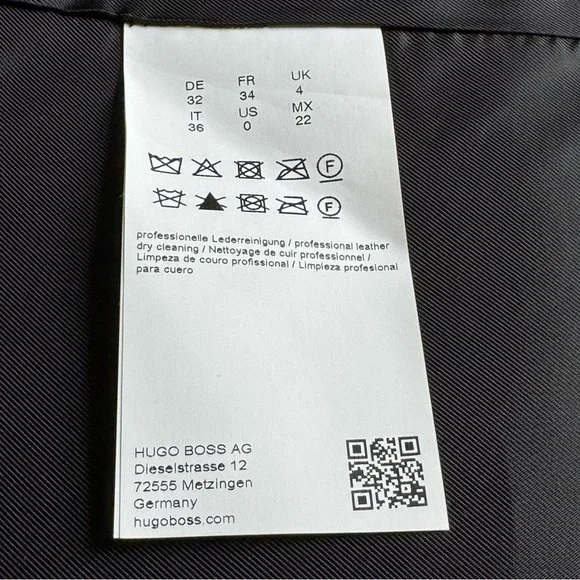 DE FR UK
32 34 4
IT US MX
36 0 22
F
F
professionelle Lederreinigung / professional leather
dry cleaning / Nettoyage de cuir professionnel /
Limpeza de couro profissional / Limpieza profesional
para cuero
HUGO BOSS AG
Dieselstrasse 12
72555 Metzingen
Germany
hugoboss.com